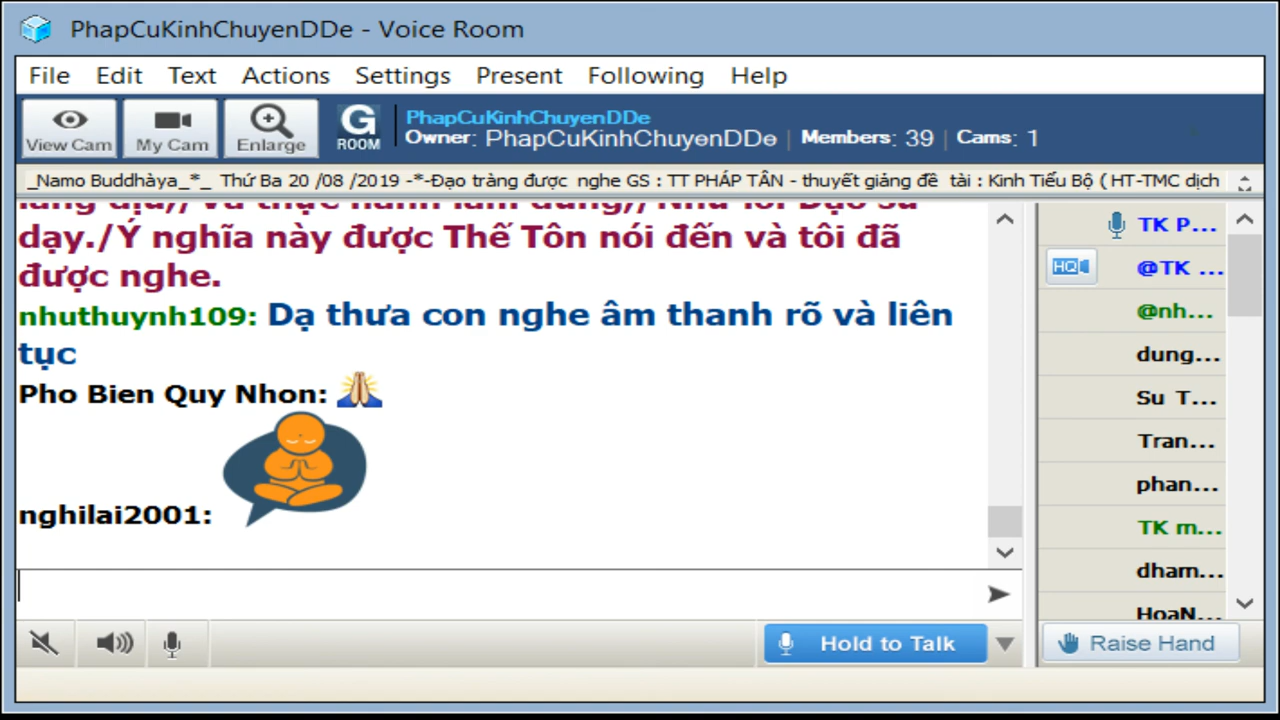 PhapCuKinhChuyenDDe - Voice Room
File Edit Text Actions Settings Present Following Help
View Cam My Cam Enlarge
G ROOM
PhapCuKinhChuyenDDe
Owner: PhapCuKinhChuyenDDe | Members: 39 | Cams: 1
_Namo Buddhàya_*_ Thứ Ba 20 /08 /2019 -*-Đạo tràng được nghe GS : TT PHÁP TÂN - thuyết giảng đề tài : Kinh Tiểu Bộ ( HT-TMC dịch
dạy./Ý nghĩa này được Thế Tôn nói đến và tôi đã
được nghe.
nhuthuynh109: Dạ thưa con nghe âm thanh rõ và liên
tục
Pho Bien Quy Nhon:
nghilai2001:
TK P...
HQ @TK ...
@nh...
dung...
Su T...
Tran...
phan...
TK m...
dham...
HoaN...
Hold to Talk
Raise Hand